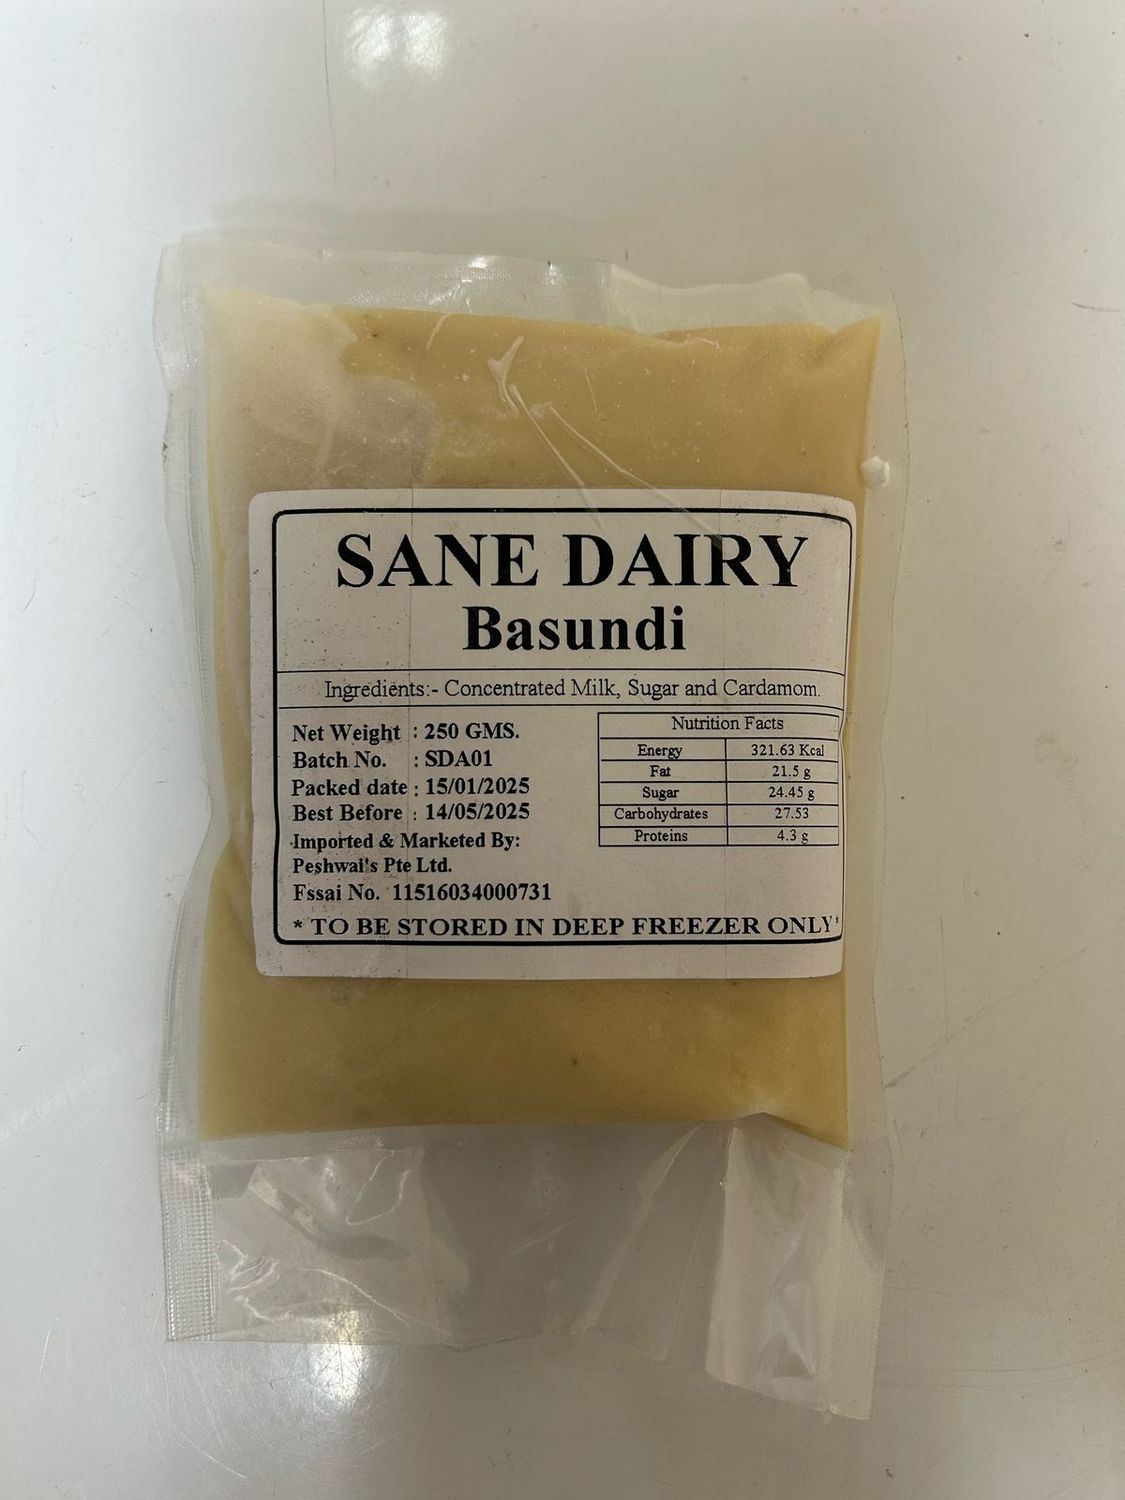 SANE DAIRY
Basundi
Ingredients:- Concentrated Milk, Sugar and Cardamom.
Net Weight : 250 GMS.
Batch No. : SDA01
Packed date : 15/01/2025
Best Before : 14/05/2025
Imported & Marketed By:
Peshwai's Pte Ltd.
Fssai No. 11516034000731
Nutrition Facts
Energy 321.63 Kcal
Fat 21.5 g
Sugar 24.45 g
Carbohydrates 27.53
Proteins 4.3 g
* TO BE STORED IN DEEP FREEZER ONLY*